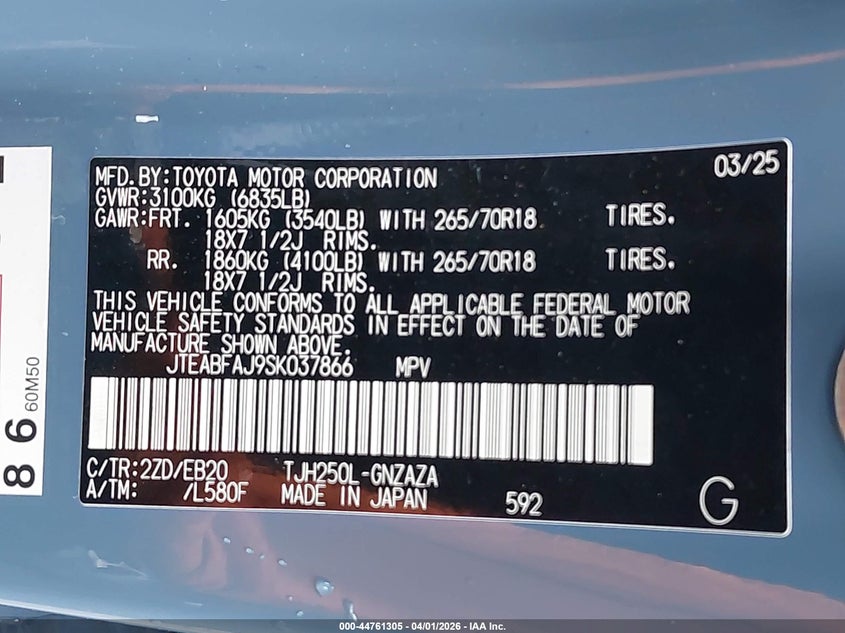 03/25
MFD.BY:TOYOTA MOTOR CORPORATION
GVWR:3100KG (6835LB)
GAWR:FRT. 1605KG (3540LB) WITH 265/70R18 TIRES.
18X7 1/2J RIMS.
RR. 1860KG (4100LB) WITH 265/70R18 TIRES.
18X7 1/2J RIMS.
THIS VEHICLE CONFORMS TO ALL APPLICABLE FEDERAL MOTOR
VEHICLE SAFETY STANDARDS IN EFFECT ON THE DATE OF
MANUFACTURE SHOWN ABOVE.
JTEABFAJ9SK037866 MPV
C/TR:2ZD/EB20 TJH250L-GNZAZA
A/TM: /L580F MADE IN JAPAN 592 G
86
60M50
000-44761305 - 04/01/2026 - IAA Inc.